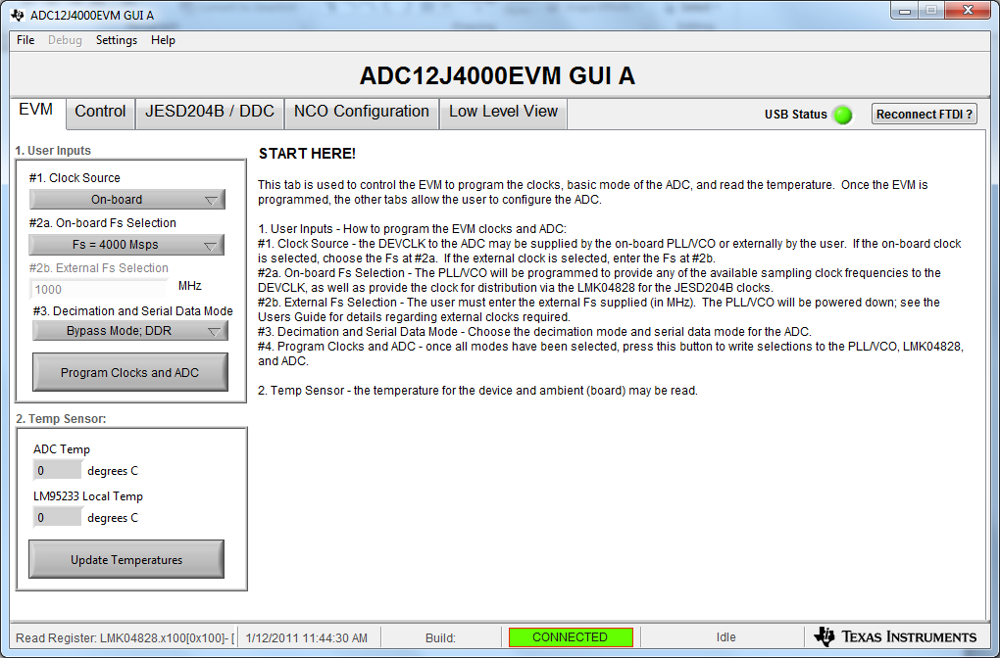 ADC12J4000EVM GUI A
File Debug Settings Help
ADC12J4000EVM GUI A
EVM Control JESD204B / DDC NCO Configuration Low Level View
USB Status Reconnect FTDI ?
1. User Inputs
#1. Clock Source
On-board
#2a. On-board Fs Selection
Fs = 4000 Msps
#2b. External Fs Selection
1000 MHz
#3. Decimation and Serial Data Mode
Bypass Mode; DDR
Program Clocks and ADC
2. Temp Sensor:
ADC Temp
0 degrees C
LM95233 Local Temp
0 degrees C
Update Temperatures
START HERE!
This tab is used to control the EVM to program the clocks, basic mode of the ADC, and read the temperature. Once the EVM is
programmed, the other tabs allow the user to configure the ADC.
1. User Inputs - How to program the EVM clocks and ADC:
#1. Clock Source - the DEVCLK to the ADC may be supplied by the on-board PLL/VCO or externally by the user. If the on-board clock
is selected, choose the Fs at #2a. If the external clock is selected, enter the Fs at #2b.
#2a. On-board Fs Selection - The PLL/VCO will be programmed to provide any of the available sampling clock frequencies to the
DEVCLK, as well as provide the clock for distribution via the LMK04828 for the JESD204B clocks.
#2b. External Fs Selection - The user must enter the external Fs supplied (in MHz). The PLL/VCO will be powered down; see the
Users Guide for details regarding external clocks required.
#3. Decimation and Serial Data Mode - Choose the decimation mode and serial data mode for the ADC.
#4. Program Clocks and ADC - once all modes have been selected, press this button to write selections to the PLL/VCO, LMK04828,
and ADC.
2. Temp Sensor - the temperature for the device and ambient (board) may be read.
Read Register: LMK04828.x100[0x100]- [ 1/12/2011 11:44:30 AM Build: CONNECTED Idle TEXAS INSTRUMENTS